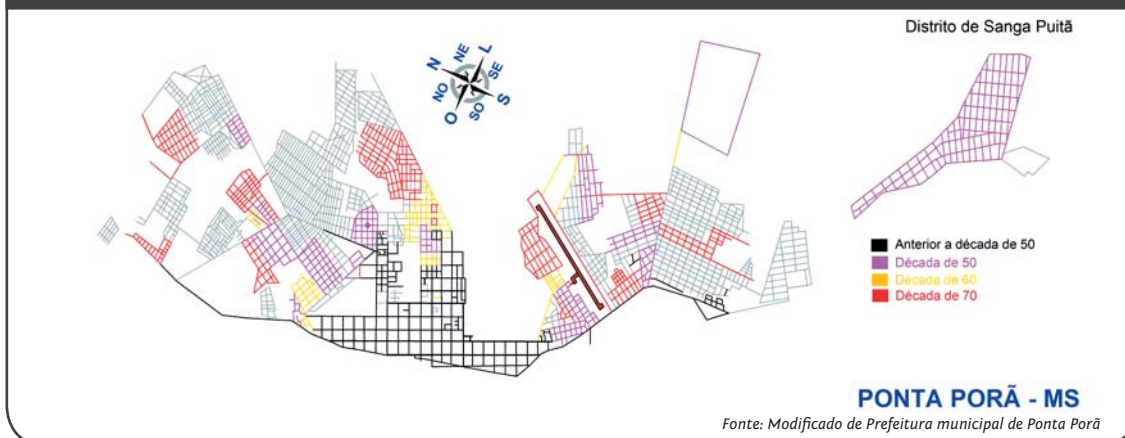 Distrito de Sanga Puitã
N
NE
L
NO
SE
O
SO
S
Anterior a década de 50
Década de 50
Década de 60
Década de 70
PONTA PORÃ - MS
Fonte: Modificado de Prefeitura municipal de Ponta Porã